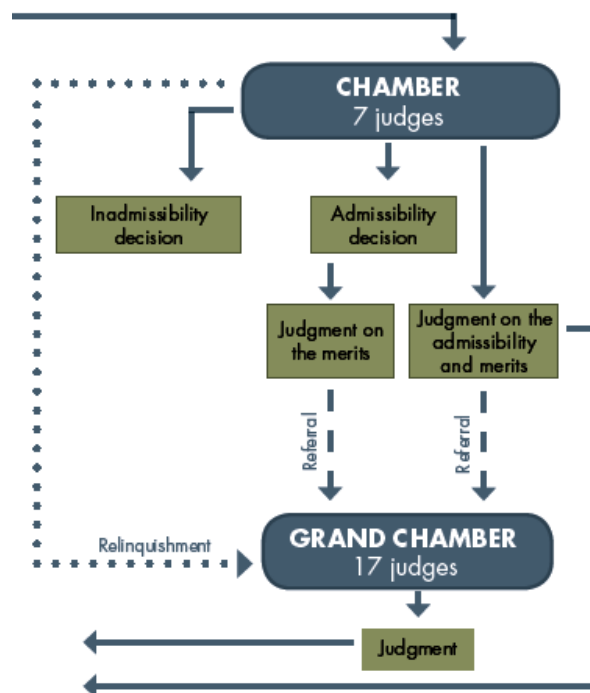 CHAMBER
7 judges
Inadmissibility
decision
Admissibility
decision
Judgment on
the merits
Judgment on the
admissibility
and merits
Referral
Referral
Relinquishment
GRAND CHAMBER
17 judges
Judgment